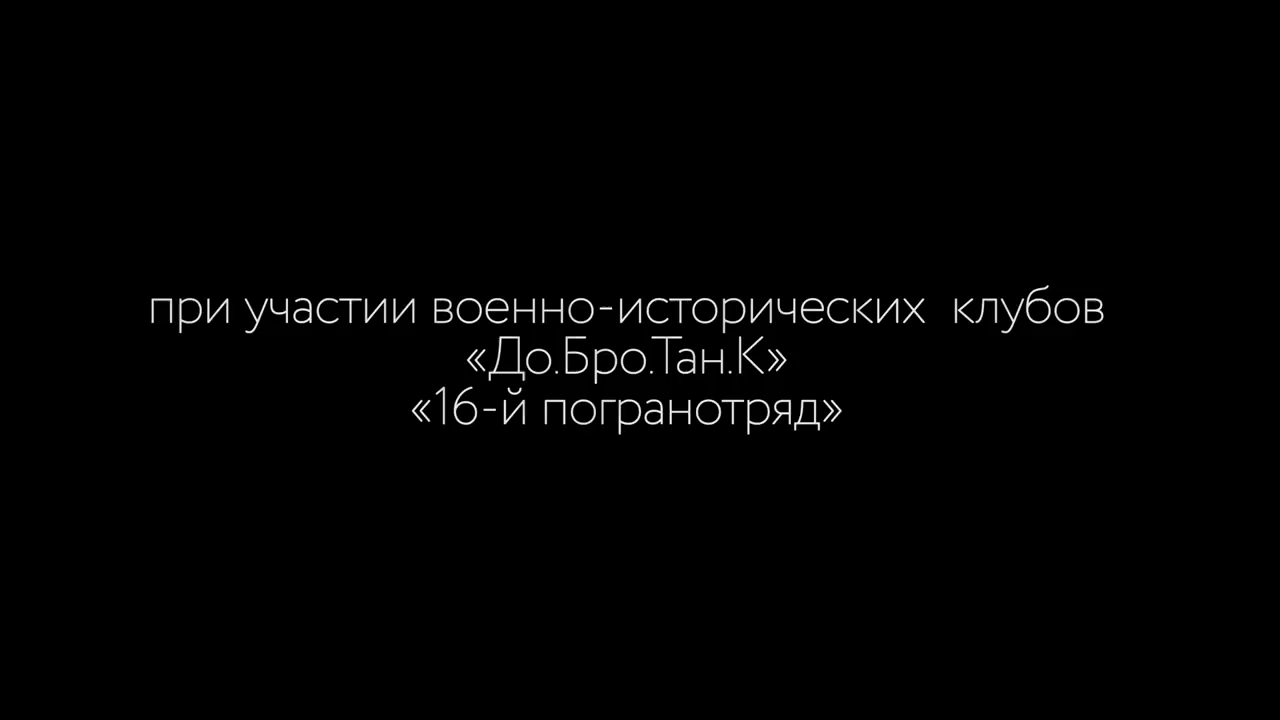 при участии военно-исторических клубов
«До.Бро.Тан.К»
«16-й погранотряд»